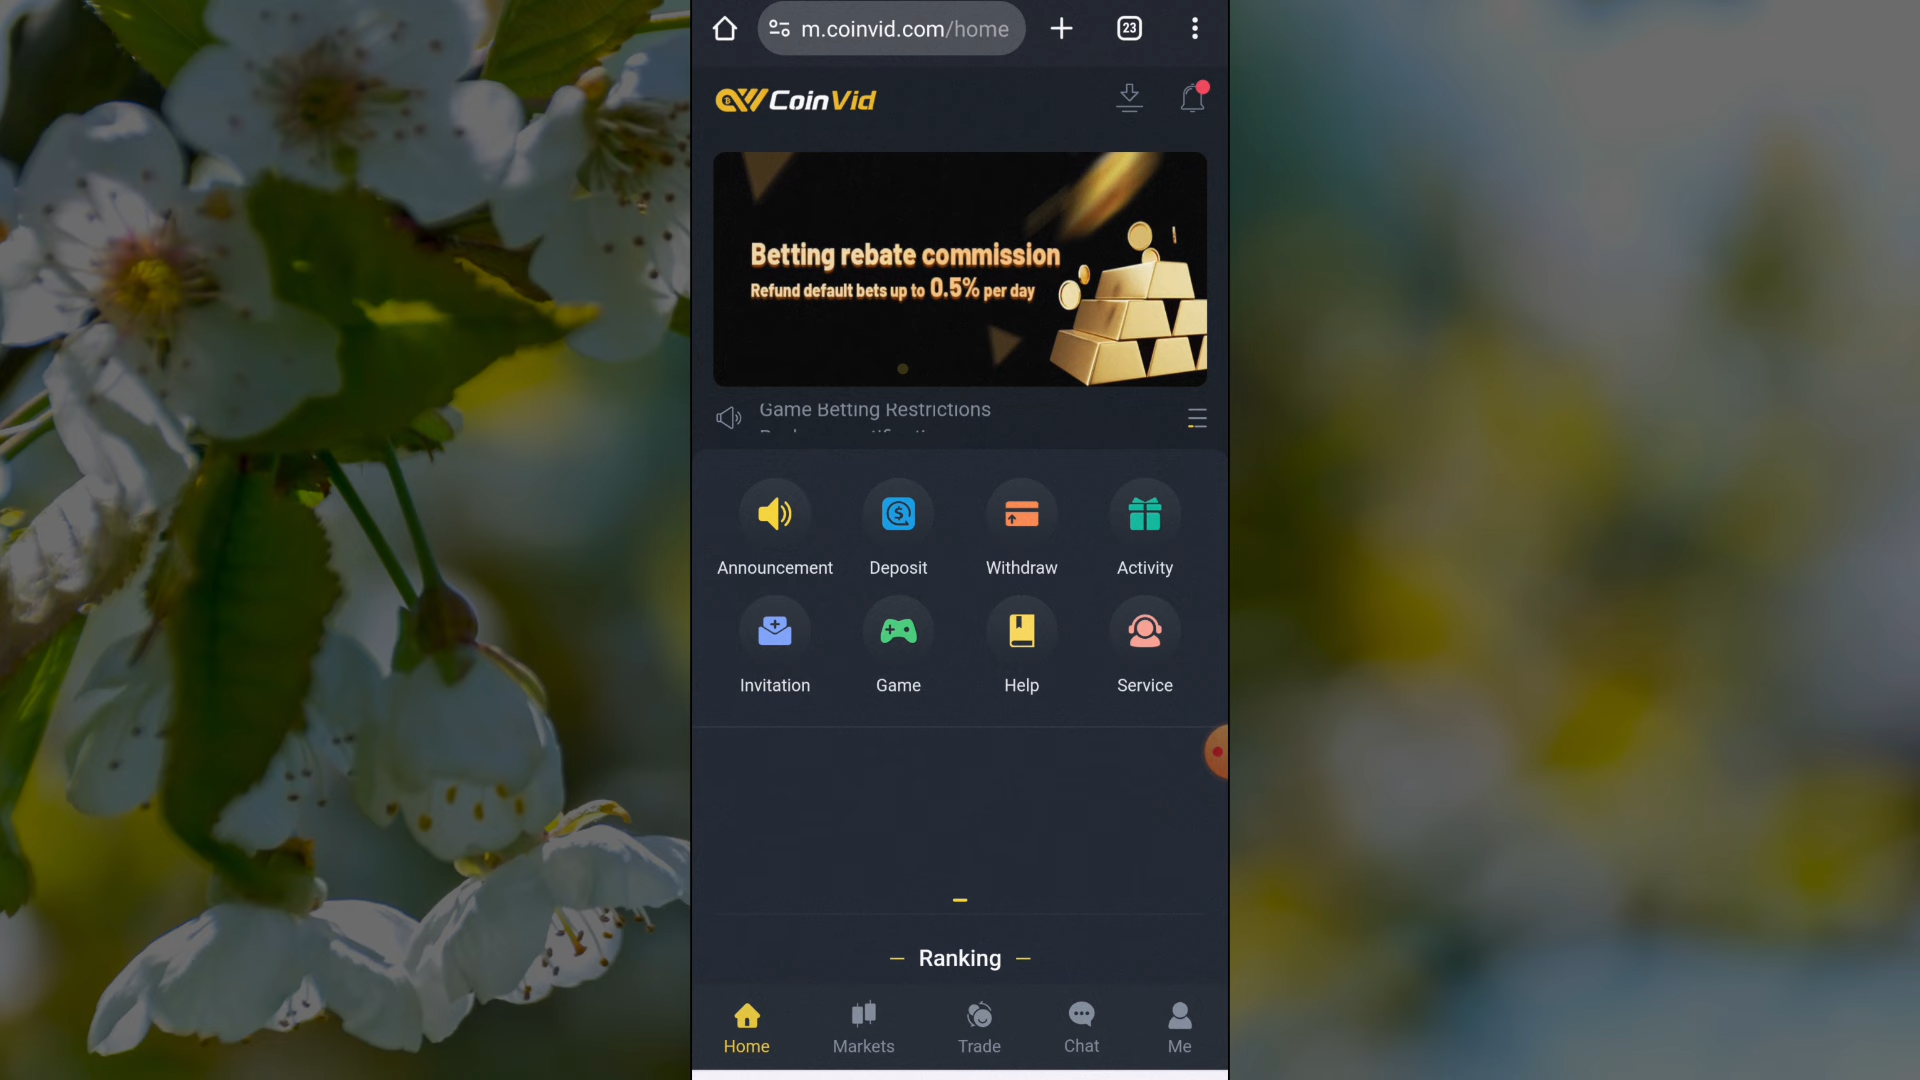 m.coinvid.com/home
23
CoinVid
Betting rebate commission
Refund default bets up to 0.5% per day
Game Betting Restrictions
Announcement
Deposit
Withdraw
Activity
Invitation
Game
Help
Service
Ranking
Home
Markets
Trade
Chat
Me